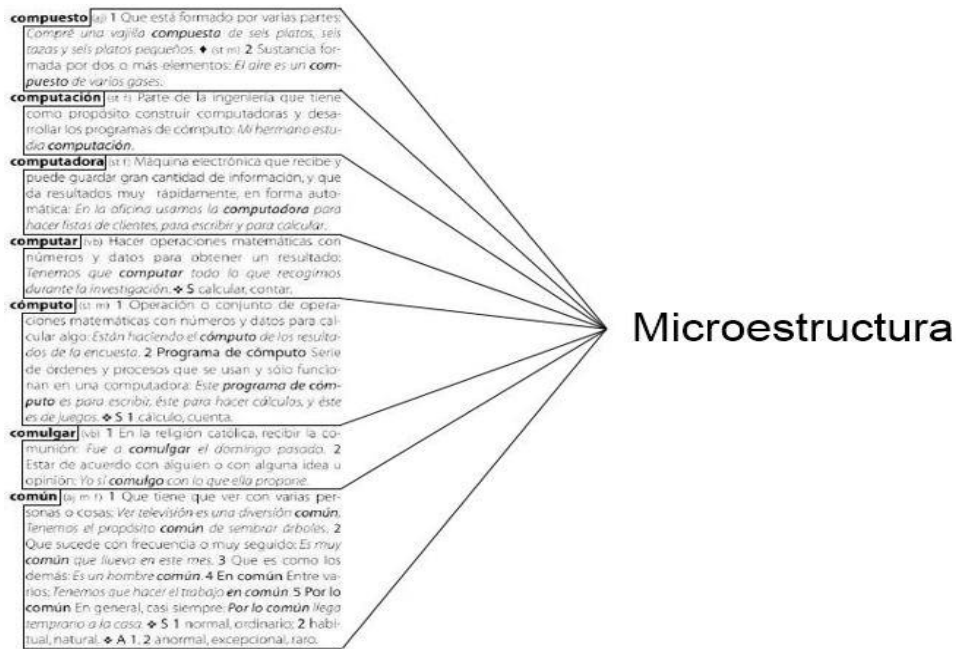 compuesto (aj) 1 Que está formado por varias partes:
Compré una vajilla compuesta de seis platos, seis
tazas y seis platos pequeños. ♦ (st m) 2 Sustancia for-
mada por dos o más elementos: El aire es un com-
puesto de varios gases.
computación (st f) Parte de la ingeniería que tiene
como propósito construir computadoras y desa-
rrollar los programas de cómputo: Mi hermano estu-
dia computación.
computadora (st f) Máquina electrónica que recibe y
puede guardar gran cantidad de información, y que
da resultados muy rápidamente, en forma auto-
mática: En la oficina usamos la computadora para
hacer listas de clientes, para escribir y para calcular.
computar (vb) Hacer operaciones matemáticas con
números y datos para obtener un resultado:
Tenemos que computar todo lo que recogimos
durante la investigación. ❖ S calcular, contar.
cómputo (st m) 1 Operación o conjunto de opera-
ciones matemáticas con números y datos para cal-
cular algo: Están haciendo el cómputo de los resulta-
dos de la encuesta. 2 Programa de cómputo Serie
de órdenes y procesos que se usan y sólo funcio-
nan en una computadora: Este programa de cóm-
puto es para escribir, éste para hacer cálculos, y éste
es de juegos. ❖ S 1 cálculo, cuenta.
comulgar (vb) 1 En la religión católica, recibir la co-
munión: Fue a comulgar el domingo pasado. 2
Estar de acuerdo con alguien o con alguna idea u
opinión: Yo sí comulgo con lo que ella propone.
común (aj m f) 1 Que tiene que ver con varias per-
sonas o cosas: Ver televisión es una diversión común.
Tenemos el propósito común de sembrar árboles. 2
Que sucede con frecuencia o muy seguido: Es muy
común que llueva en este mes. 3 Que es como los
demás: Es un hombre común. 4 En común Entre va-
rios: Tenemos que hacer el trabajo en común. 5 Por lo
común En general, casi siempre: Por lo común llega
temprano a la casa. ❖ S 1 normal, ordinario; 2 habi-
tual, natural. ❖ A 1, 2 anormal, excepcional, raro.
Microestructura